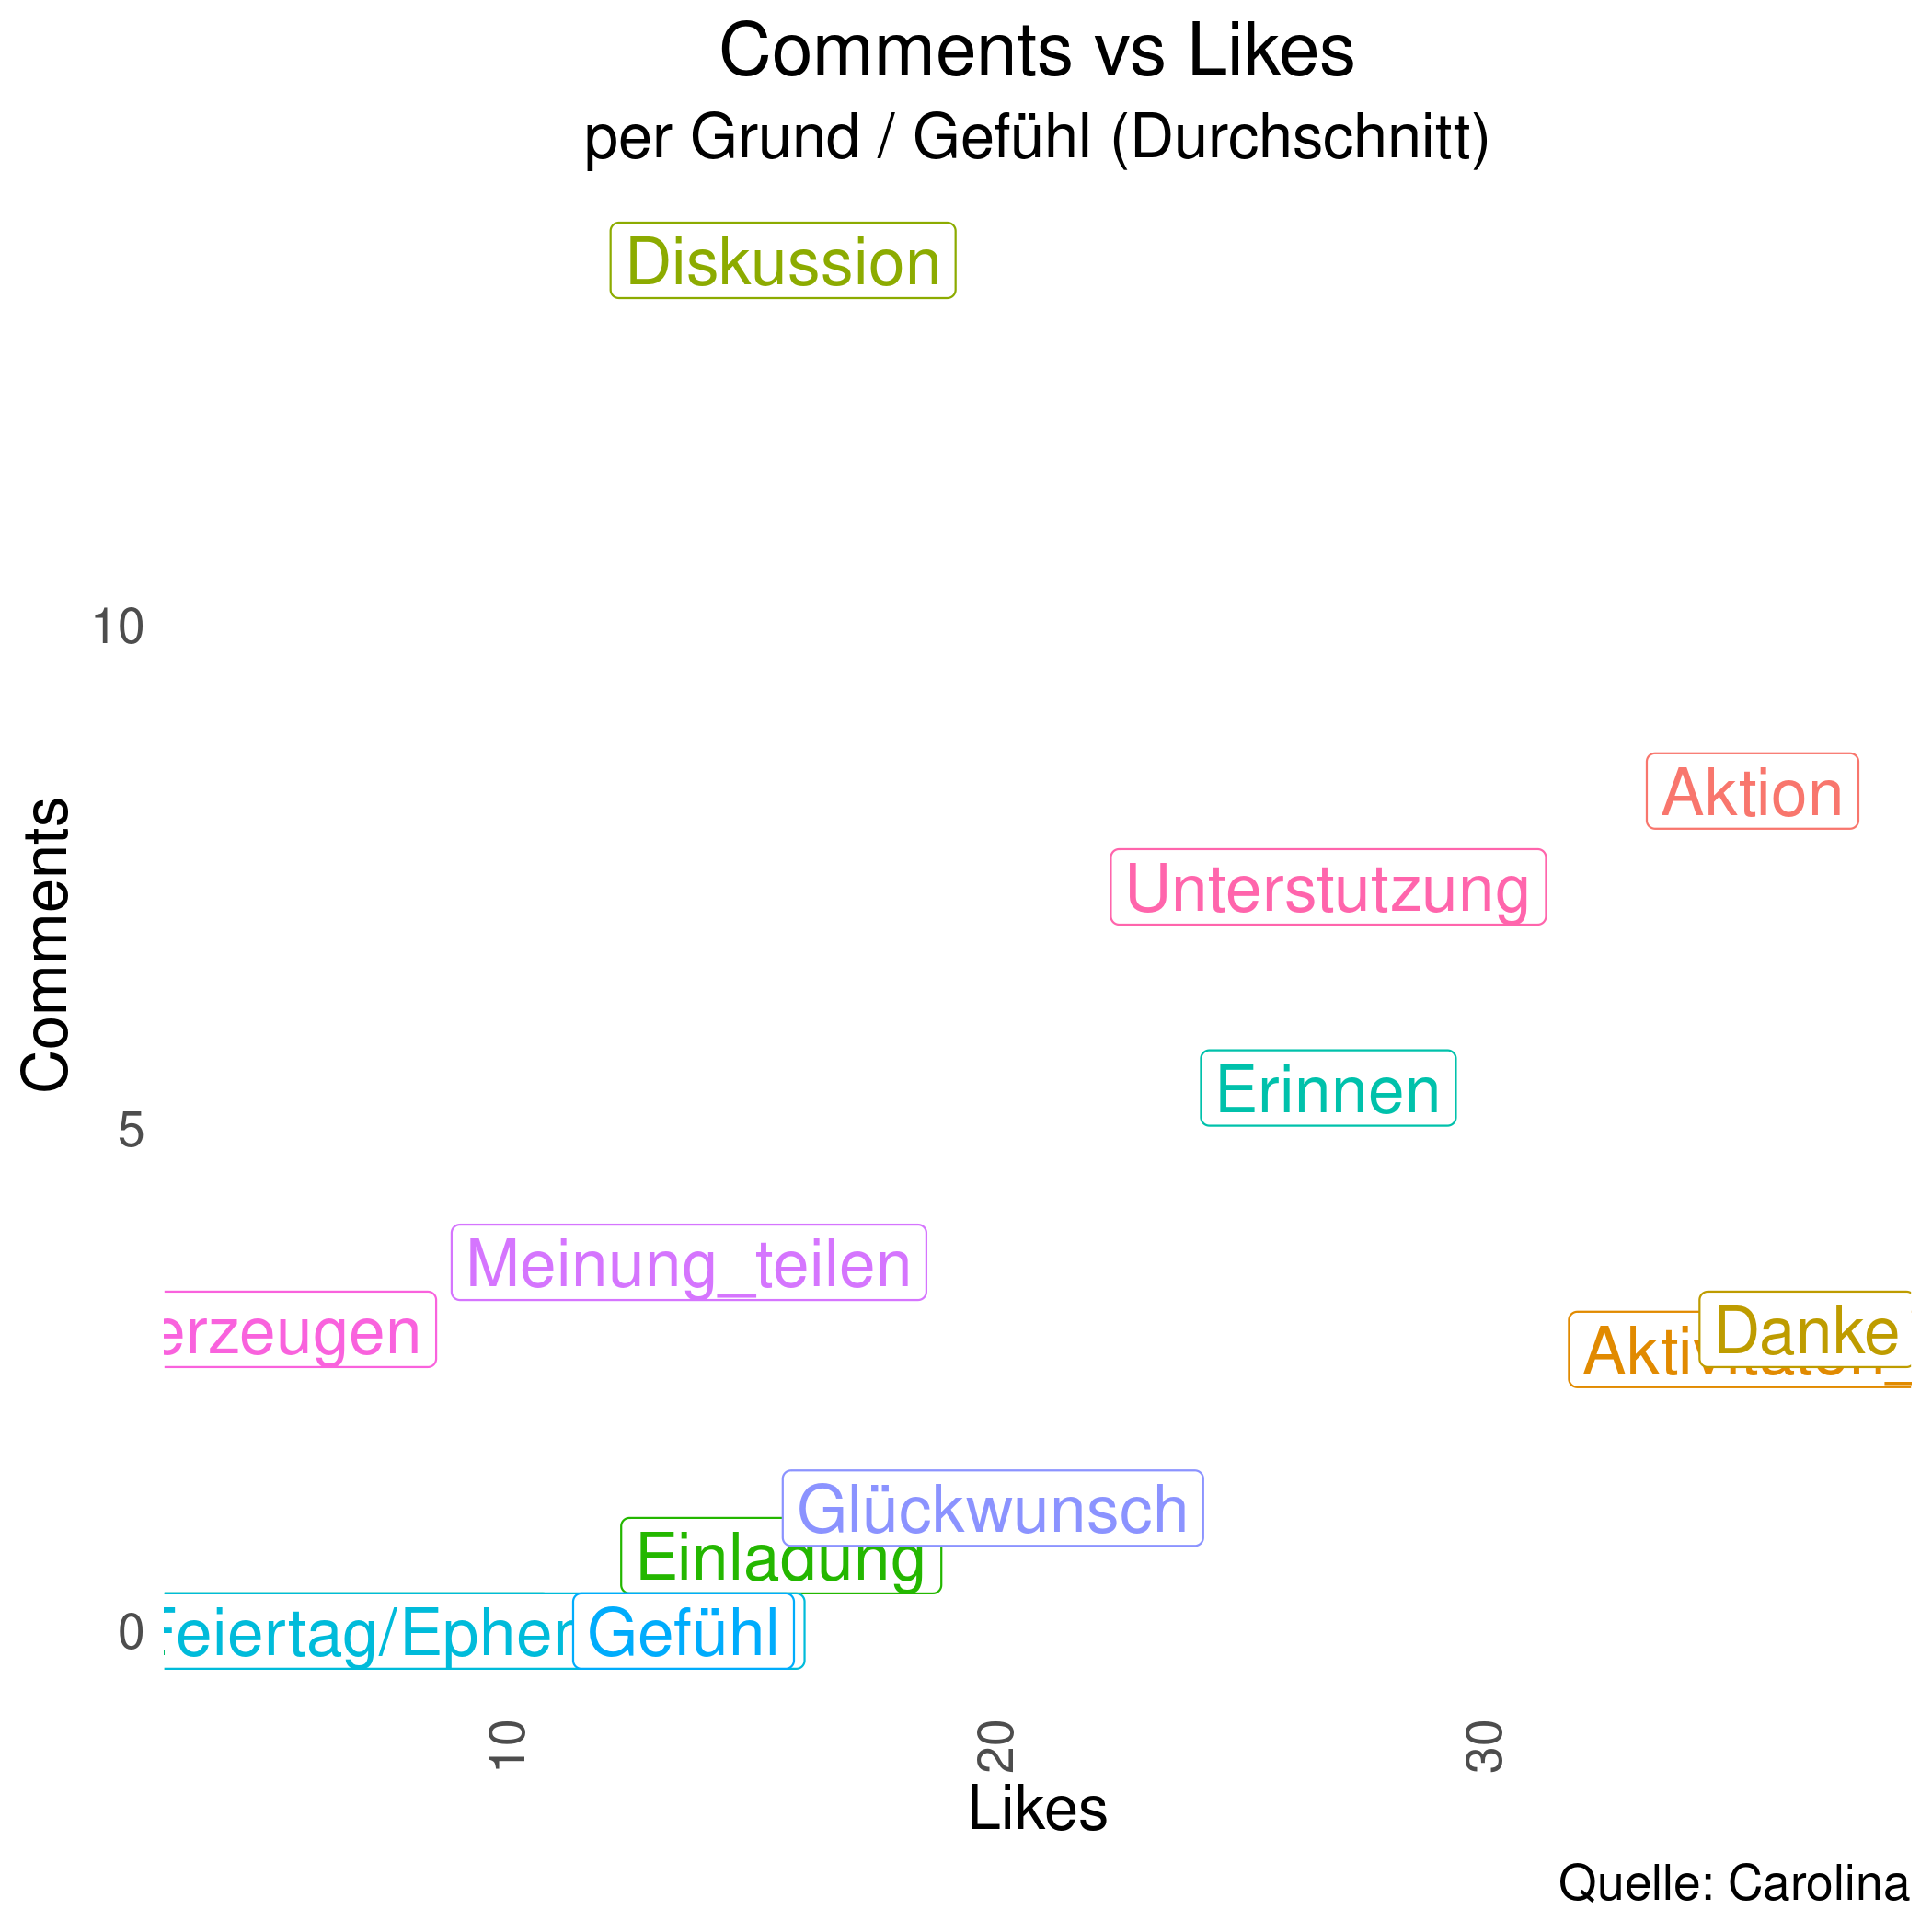 Comments vs Likes
per Grund / Gefühl (Durchschnitt)
Diskussion
10
Aktion
Unterstutzung
Comments
Erinnen
5
Meinung_teilen
erzeugen
Danke
Glückwunsch
Einladung
0
Gefühl
10
20
30
Likes
Quelle: Carolina